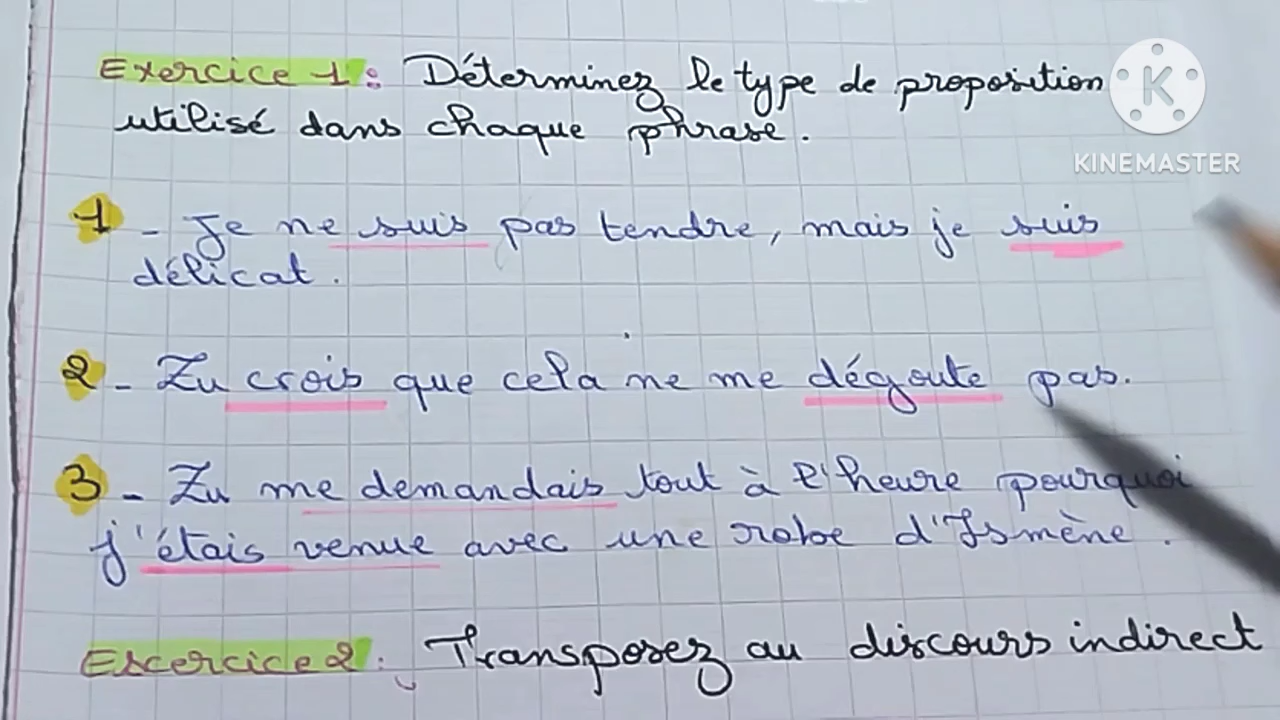 Exercice 1 : Déterminez le type de proposition
utilisé dans chaque phrase.
K
KINEMASTER
1 - Je ne suis pas tendre, mais je suis
délicat.
2 - Tu crois que cela ne me dégoute pas.
3 - Tu me demandais tout à l'heure pourquoi
j'étais venue avec une robe d'Ismène.
Excercice 2 : Transposez au discours indirect